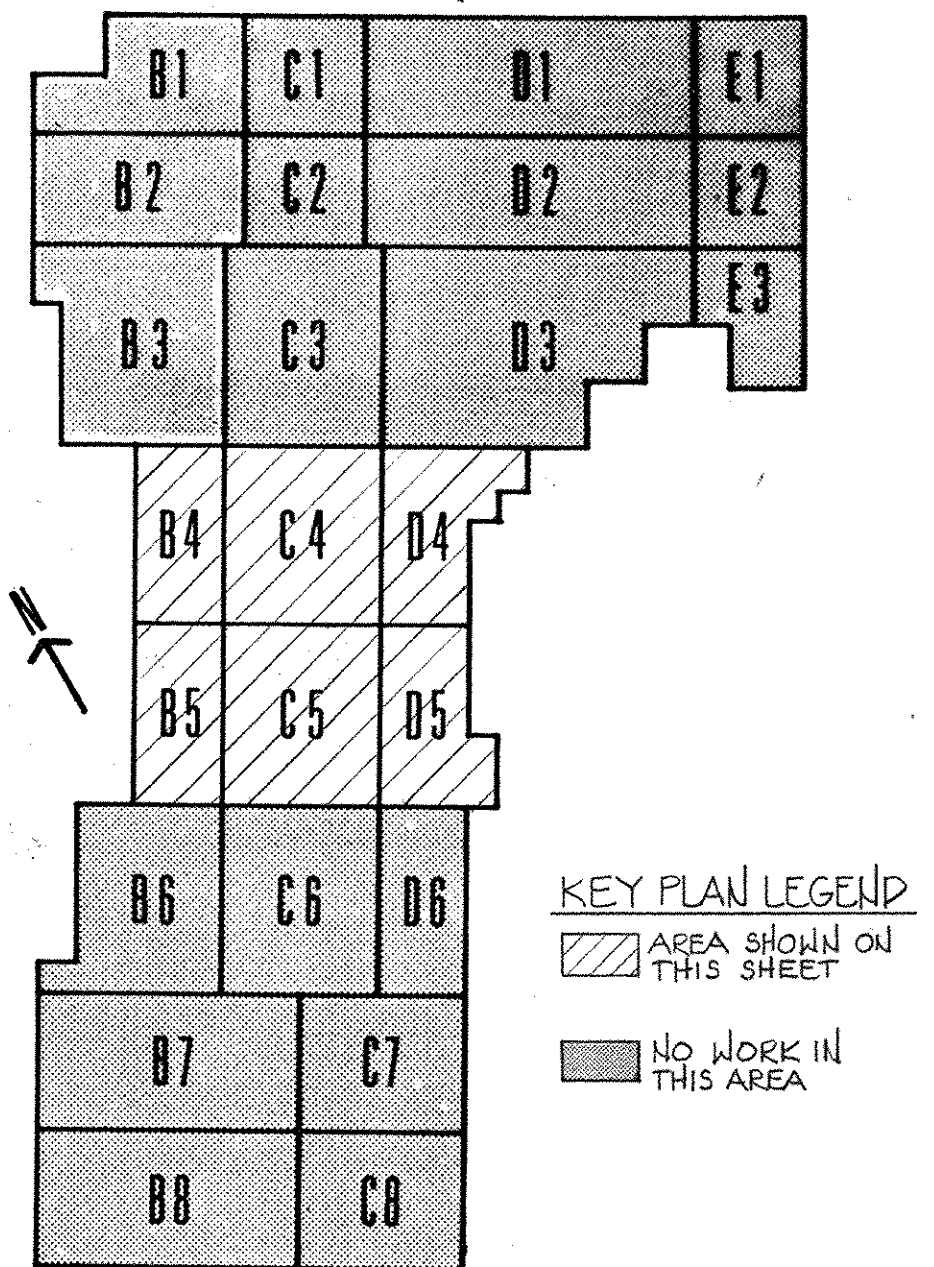 B1 C1 D1 E1
B2 C2 D2 E2
B3 C3 D3 E3
B4 C4 D4
B5 C5 D5
N
B6 C6 D6
B7 C7
B8 C8
KEY PLAN LEGEND
AREA SHOWN ON
THIS SHEET
NO WORK IN
THIS AREA